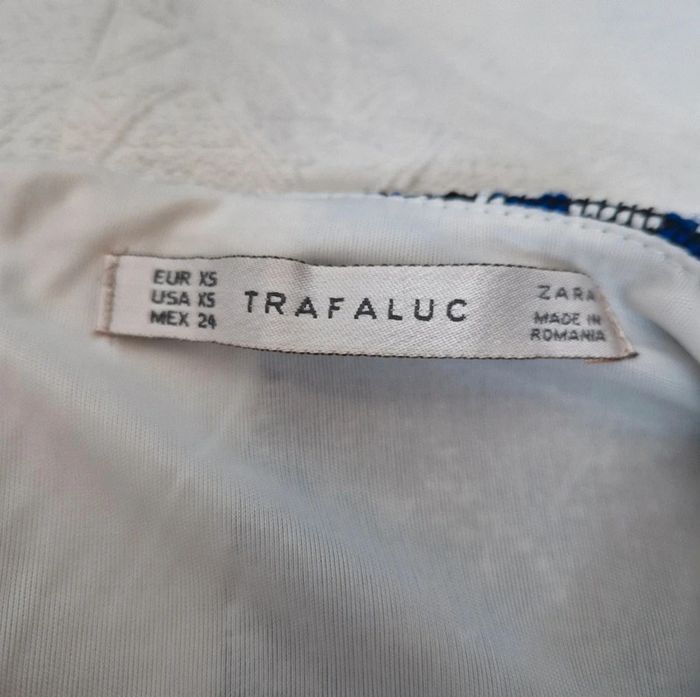 EUR XS
USA XS
MEX 24
TRAFALUC
ZARA
MADE IN
ROMANIA